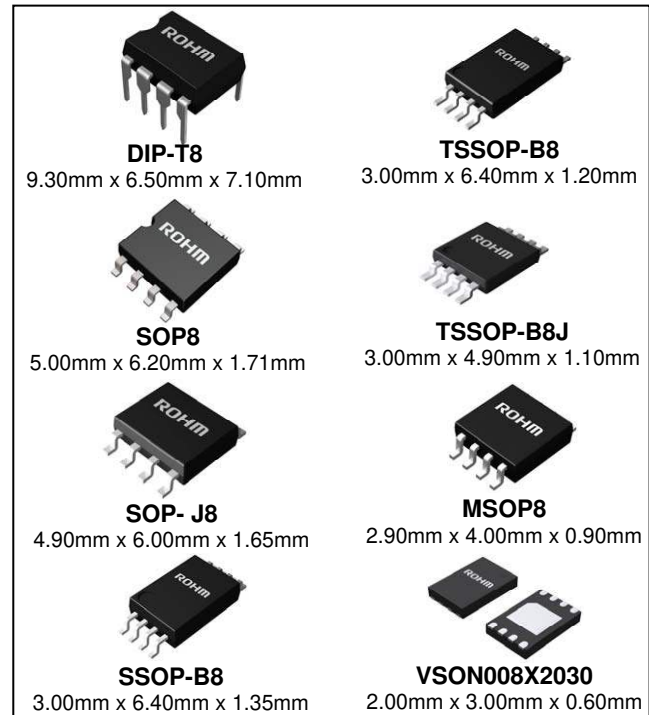 ROHM
DIP-T8
9.30mm x 6.50mm x 7.10mm
ROHM
TSSOP-B8
3.00mm x 6.40mm x 1.20mm
ROHM
SOP8
5.00mm x 6.20mm x 1.71mm
ROHM
TSSOP-B8J
3.00mm x 4.90mm x 1.10mm
ROHM
SOP- J8
4.90mm x 6.00mm x 1.65mm
ROHM
MSOP8
2.90mm x 4.00mm x 0.90mm
ROHM
SSOP-B8
3.00mm x 6.40mm x 1.35mm
ROHM
VSON008X2030
2.00mm x 3.00mm x 0.60mm